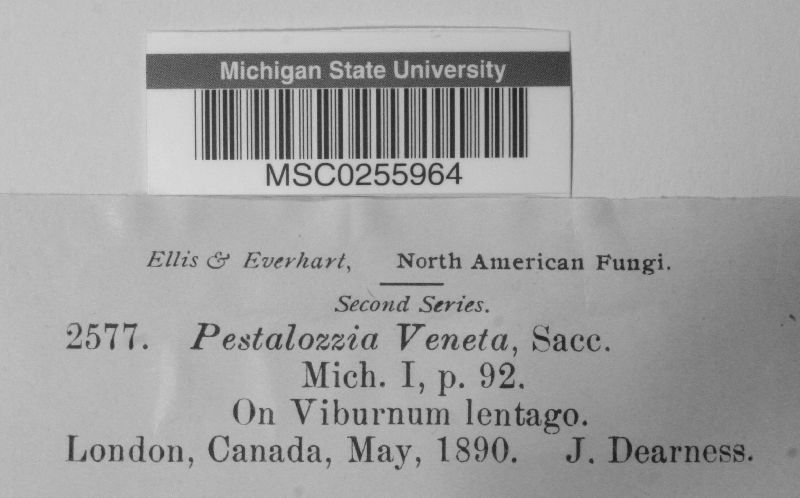 Michigan State University
MSC0255964
Ellis & Everhart, North American Fungi.
Second Series.
2577. Pestalozzia Veneta, Sacc.
Mich. I, p. 92.
On Viburnum lentago.
London, Canada, May, 1890. J. Dearness.